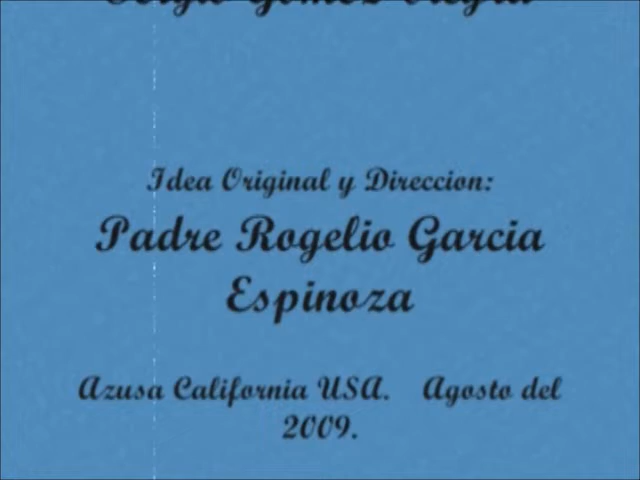 Idea Original y Direccion:
Padre Rogelio Garcia
Espinoza
Azusa California USA. Agosto del
2009.